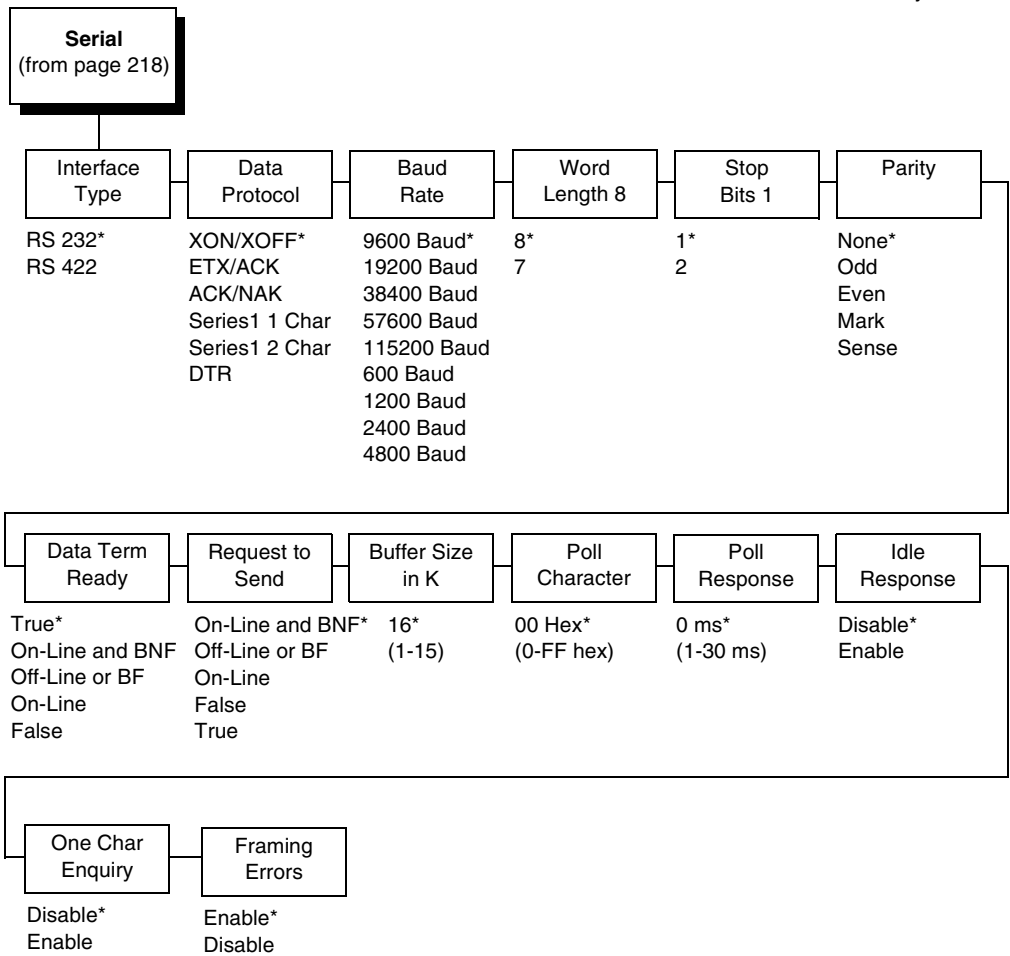 Serial
(from page 218)
Interface
Type
RS 232*
RS 422
Data
Protocol
XON/XOFF*
ETX/ACK
ACK/NAK
Series1 1 Char
Series1 2 Char
DTR
Baud
Rate
9600 Baud*
19200 Baud
38400 Baud
57600 Baud
115200 Baud
600 Baud
1200 Baud
2400 Baud
4800 Baud
Word
Length 8
8*
7
Stop
Bits 1
1*
2
Parity
None*
Odd
Even
Mark
Sense
Data Term
Ready
True*
On-Line and BNF
Off-Line or BF
On-Line
False
Request to
Send
On-Line and BNF*
Off-Line or BF
On-Line
False
True
Buffer Size
in K
16*
(1-15)
Poll
Character
00 Hex*
(0-FF hex)
Poll
Response
0 ms*
(1-30 ms)
Idle
Response
Disable*
Enable
One Char
Enquiry
Disable*
Enable
Framing
Errors
Enable*
Disable